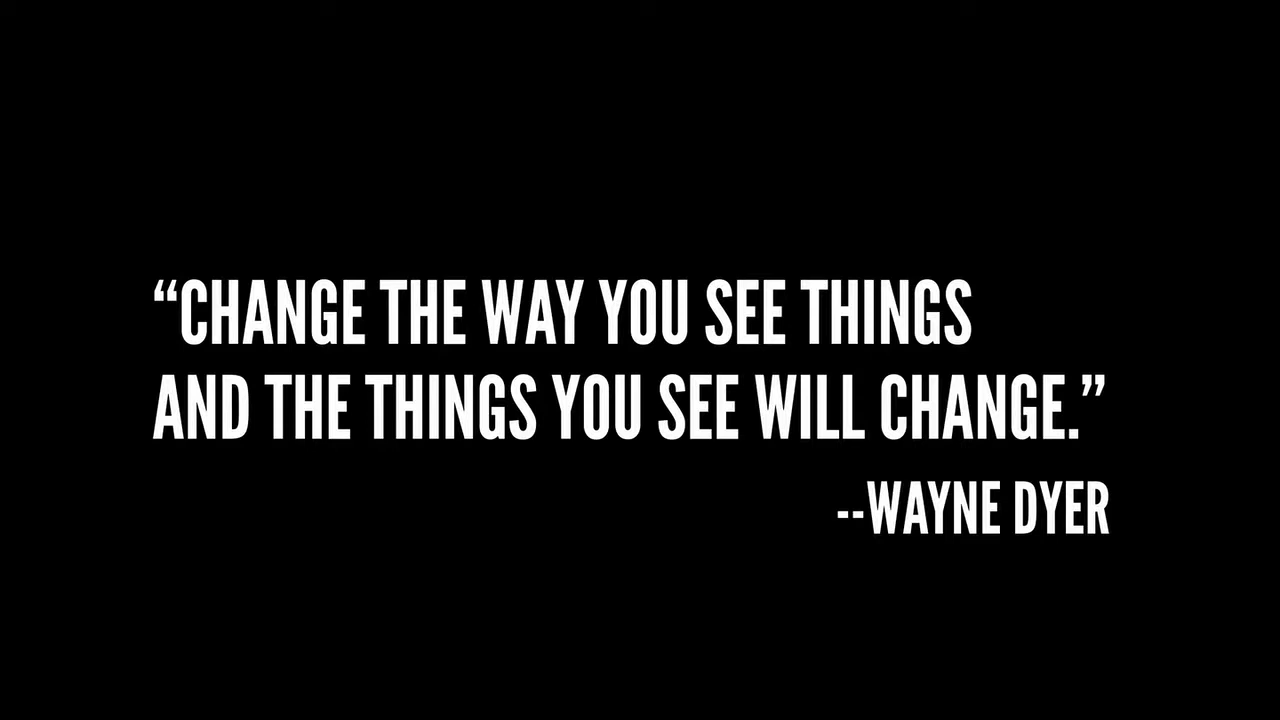 “CHANGE THE WAY YOU SEE THINGS
AND THE THINGS YOU SEE WILL CHANGE.”
--WAYNE DYER